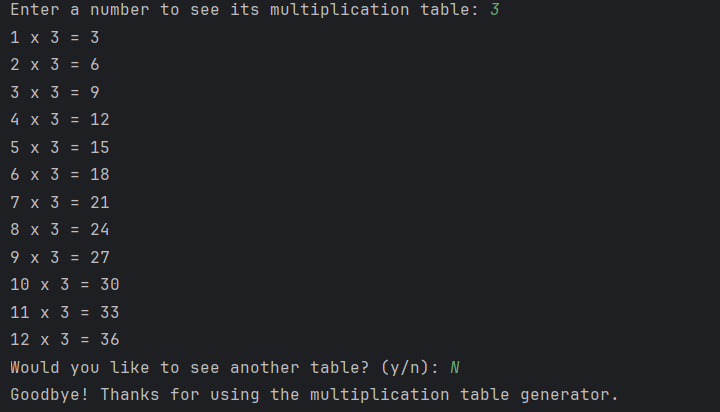 Enter a number to see its multiplication table: 3
1 x 3 = 3
2 x 3 = 6
3 x 3 = 9
4 x 3 = 12
5 x 3 = 15
6 x 3 = 18
7 x 3 = 21
8 x 3 = 24
9 x 3 = 27
10 x 3 = 30
11 x 3 = 33
12 x 3 = 36
Would you like to see another table? (y/n): N
Goodbye! Thanks for using the multiplication table generator.